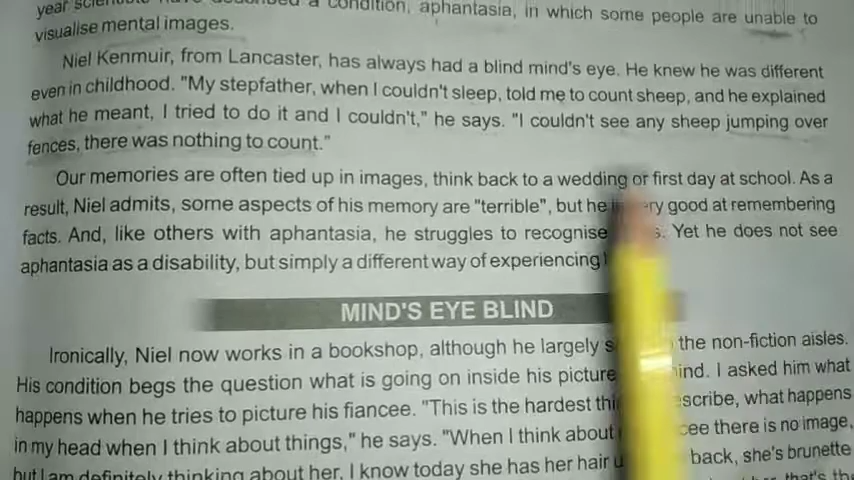 a condition, aphantasia, in which some people are unable to
visualise mental images.
Niel Kenmuir, from Lancaster, has always had a blind mind's eye. He knew he was different
even in childhood. "My stepfather, when I couldn't sleep, told me to count sheep, and he explained
what he meant, I tried to do it and I couldn't," he says. "I couldn't see any sheep jumping over
fences, there was nothing to count."
Our memories are often tied up in images, think back to a wedding or first day at school. As a
result, Niel admits, some aspects of his memory are "terrible", but he good at remembering
facts. And, like others with aphantasia, he struggles to recognise Yet he does not see
aphantasia as a disability, but simply a different way of experiencing
MIND'S EYE BLIND
Ironically, Niel now works in a bookshop, although he largely the non-fiction aisles.
His condition begs the question what is going on inside his picture I asked him what
happens when he tries to picture his fiancee. "This is the hardest what happens
in my head when I think about things," he says. "When I think about there is no image,
but I am definitely thinking about her, I know today she has her hair back, she's brunette